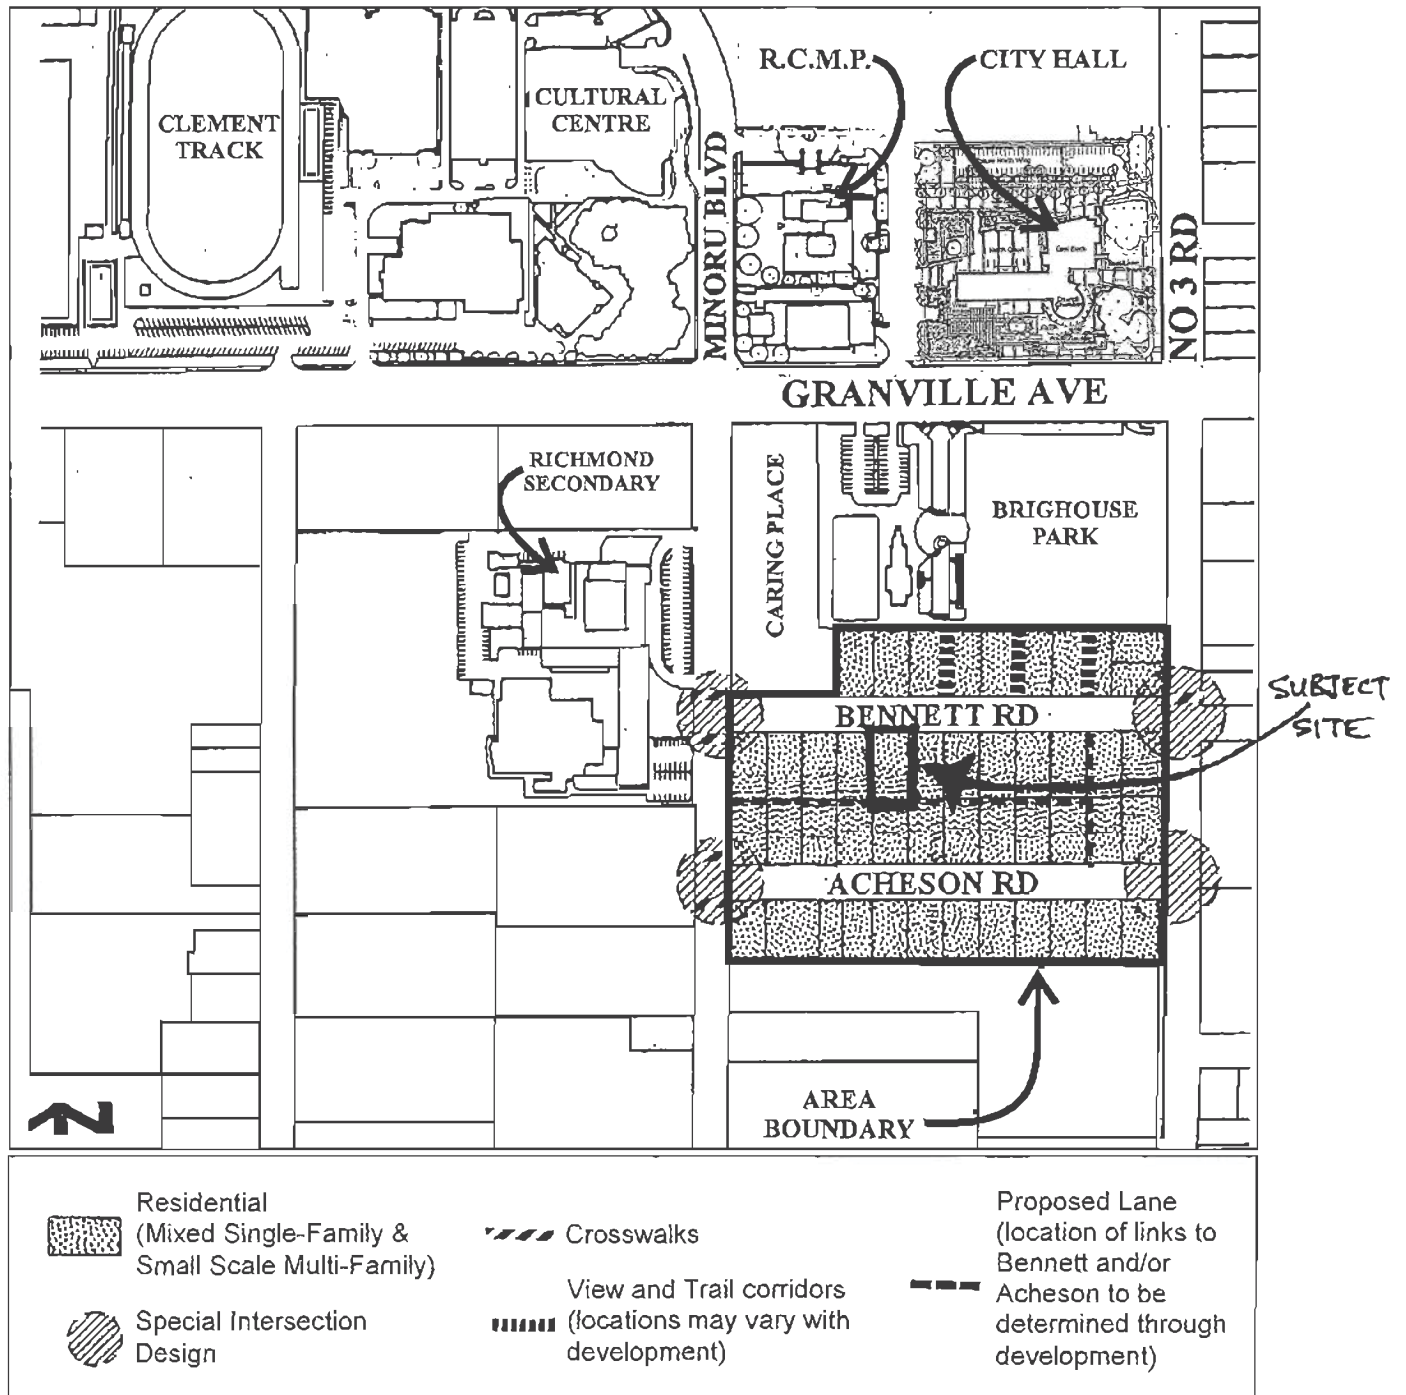 R.C.M.P.
CITY HALL
CLEMENT
TRACK
CULTURAL
CENTRE
MINORU BLVD
NO 3 RD
GRANVILLE AVE
RICHMOND
SECONDARY
CARING PLACE
BRIGHOUSE
PARK
SUBJECT
SITE
BENNETT RD
ACHESON RD
AREA
BOUNDARY
N
Residential
(Mixed Single-Family &
Small Scale Multi-Family)
Special Intersection
Design
Crosswalks
View and Trail corridors
(locations may vary with
development)
Proposed Lane
(location of links to
Bennett and/or
Acheson to be
determined through
development)